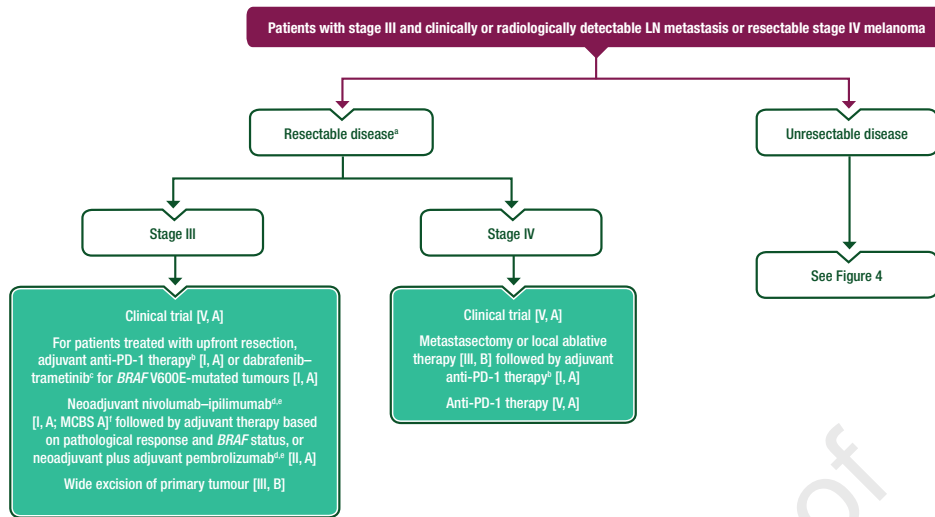 Patients with stage III and clinically or radiologically detectable LN metastasis or resectable stage IV melanoma
Resectable diseaseᵃ
Unresectable disease
Stage III
Stage IV
See Figure 4
Clinical trial [V, A]
For patients treated with upfront resection,
adjuvant anti-PD-1 therapyᵇ [I, A] or dabrafenib–
trametinibᶜ for BRAF V600E-mutated tumours [I, A]
Neoadjuvant nivolumab–ipilimumabᵈ,ᵉ
[I, A; MCBS A]ᶠ followed by adjuvant therapy based
on pathological response and BRAF status, or
neoadjuvant plus adjuvant pembrolizumabᵈ,ᵉ [II, A]
Wide excision of primary tumour [III, B]
Clinical trial [V, A]
Metastasectomy or local ablative
therapy [III, B] followed by adjuvant
anti-PD-1 therapyᵇ [I, A]
Anti-PD-1 therapy [V, A]
of